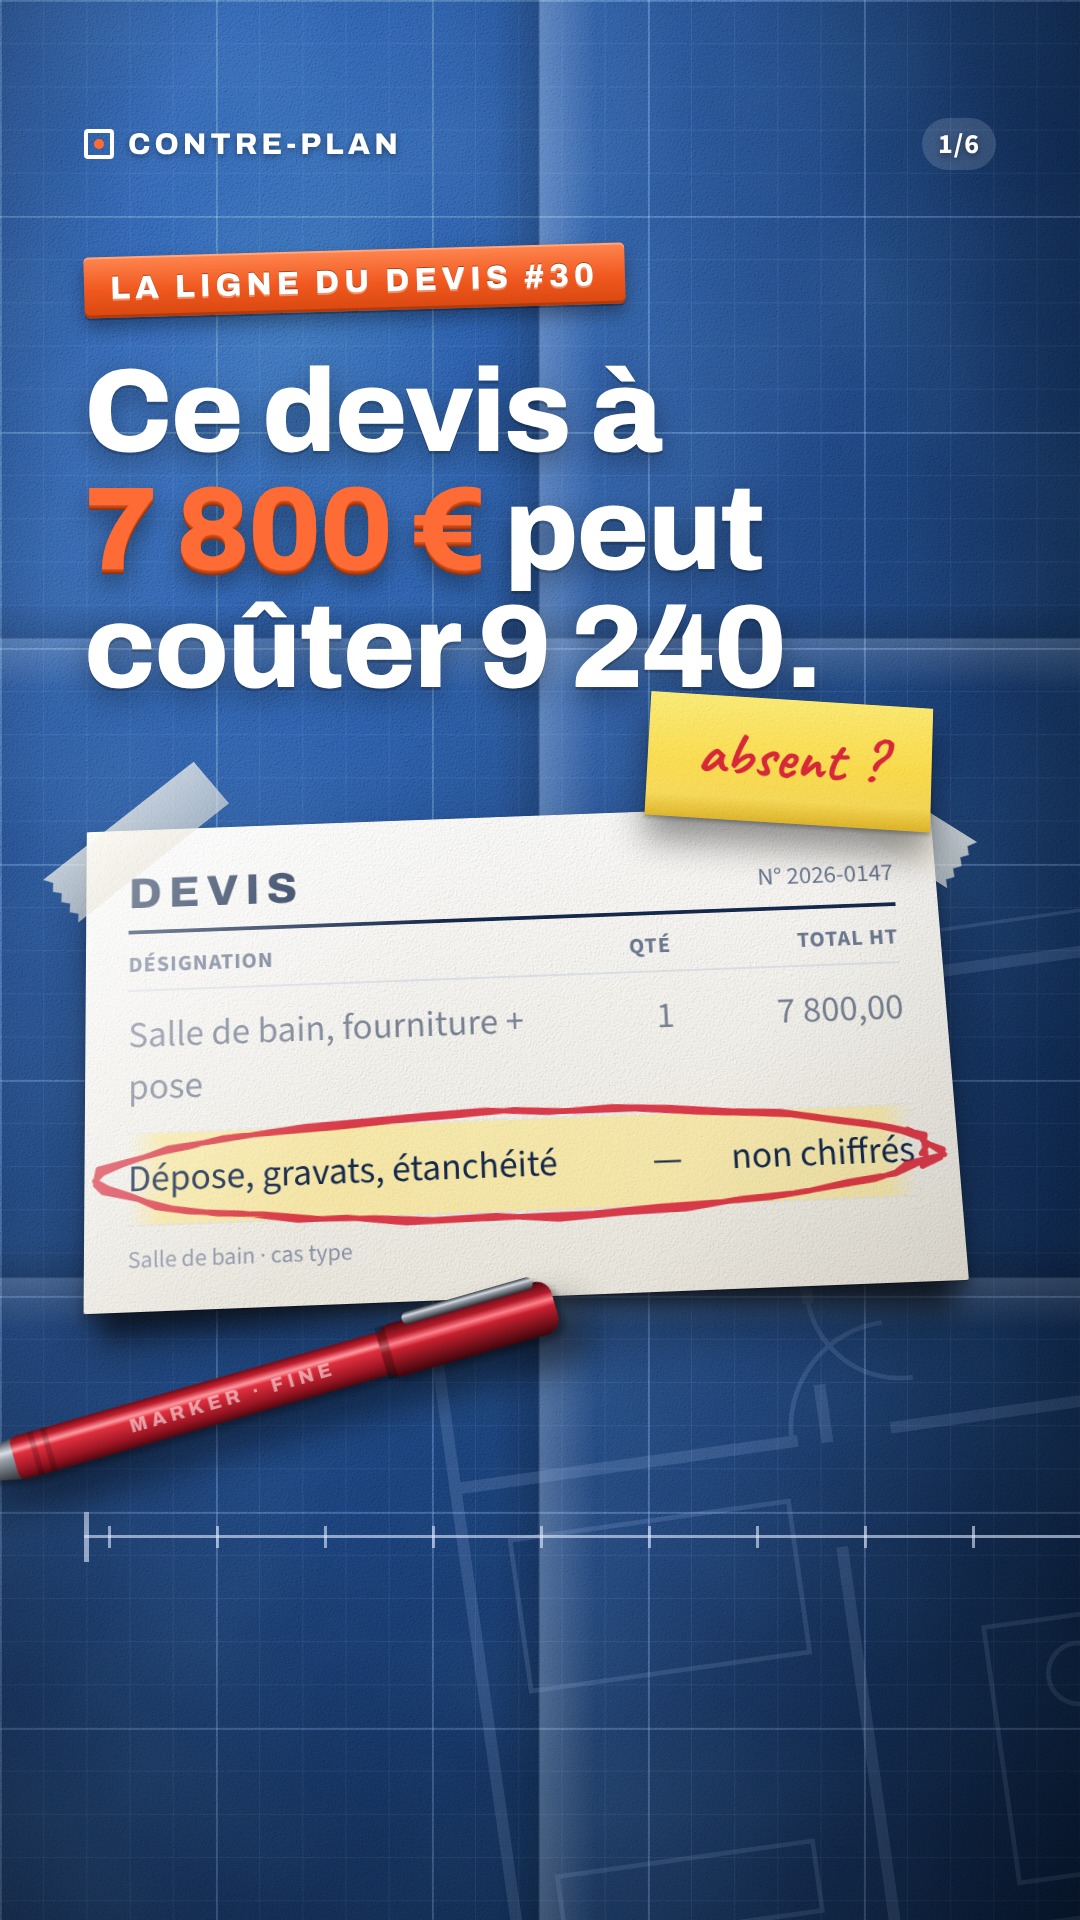 CONTRE-PLAN
1/6
LA LIGNE DU DEVIS #30
Ce devis à
7 800 € peut
coûter 9 240.
absent ?
DEVIS
N° 2026-0147
DÉSIGNATION QTÉ TOTAL HT
Salle de bain, fourniture + 1 7 800,00
pose
Dépose, gravats, étanchéité — non chiffrés
Salle de bain · cas type
MARKER · FINE